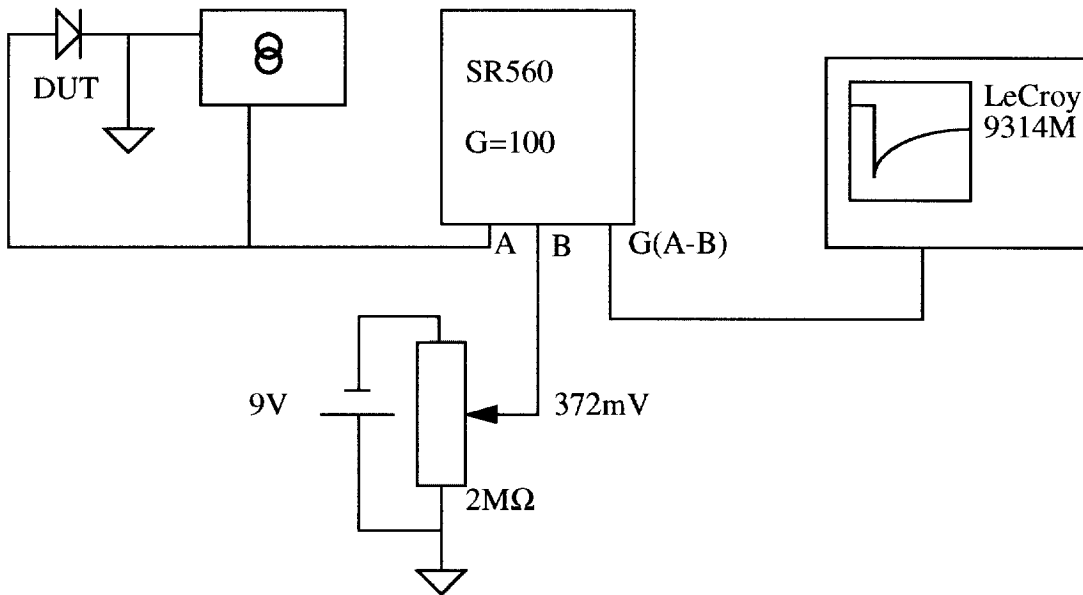 DUT
SR560
G=100
A
B
G(A-B)
LeCroy
9314M
9V
372mV
2MΩ